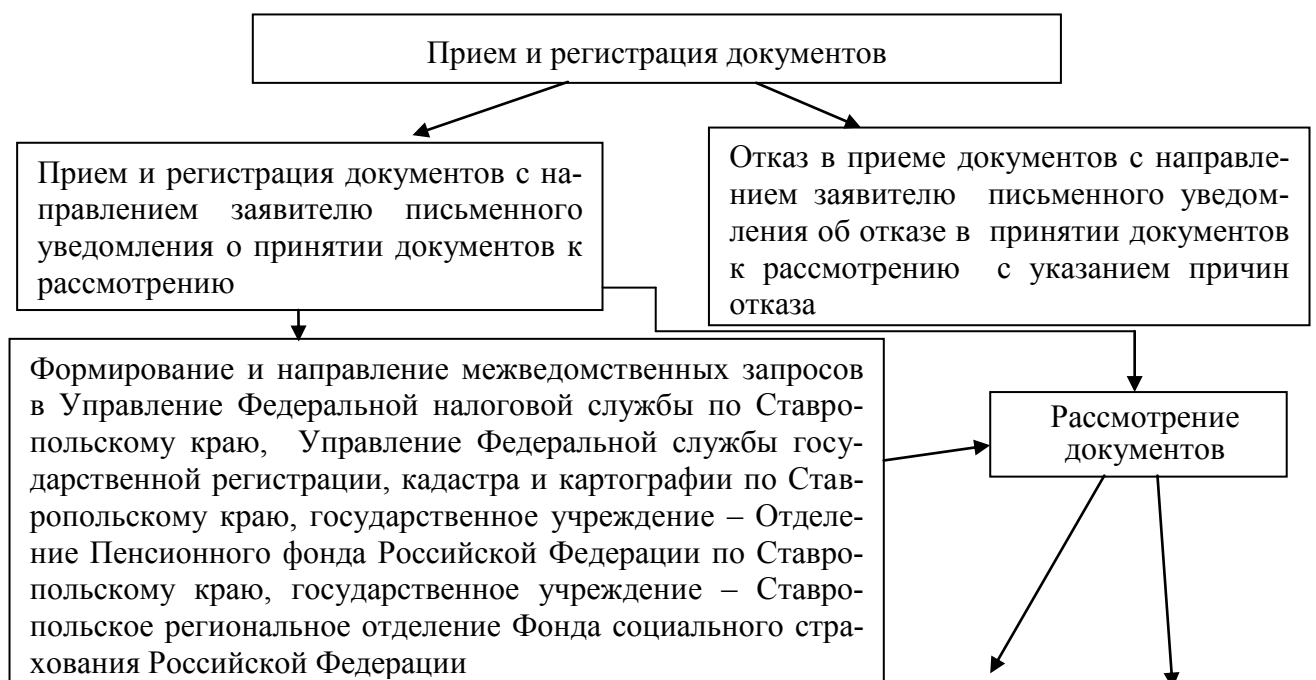 Прием и регистрация документов
Прием и регистрация документов с на-
правлением заявителю письменного
уведомления о принятии документов к
рассмотрению
Отказ в приеме документов с направле-
нием заявителю письменного уведом-
ления об отказе в принятии документов
к рассмотрению с указанием причин
отказа
Формирование и направление межведомственных запросов
в Управление Федеральной налоговой службы по Ставро-
польскому краю, Управление Федеральной службы госу-
дарственной регистрации, кадастра и картографии по Став-
ропольскому краю, государственное учреждение – Отделе-
ние Пенсионного фонда Российской Федерации по Ставро-
польскому краю, государственное учреждение – Ставро-
польское региональное отделение Фонда социального стра-
хования Российской Федерации
Рассмотрение
документов